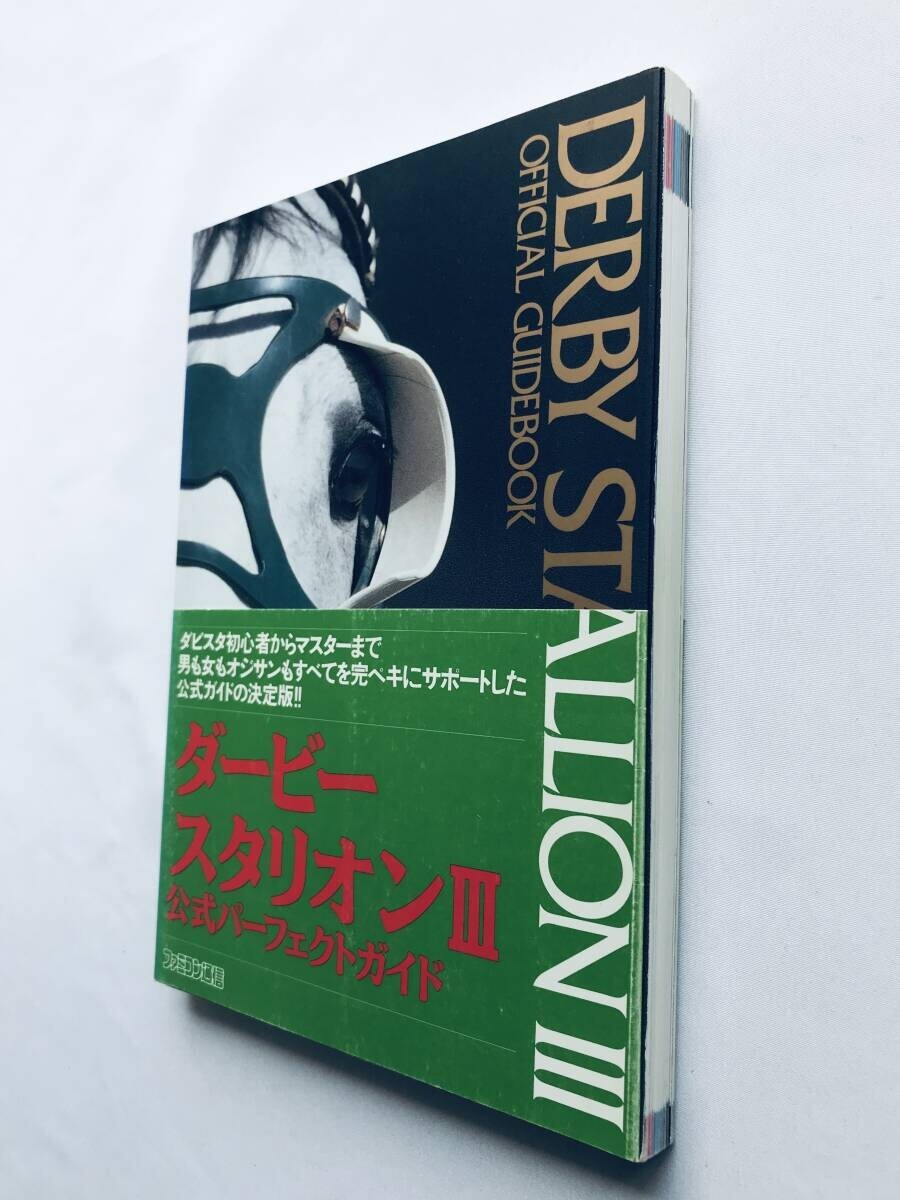 DERBY STALLION III
OFFICIAL GUIDEBOOK
ダビスタ初心者からマスターまで
男も女もオジサンもすべてを完ペキにサポートした
公式ガイドの決定版!!
ダービー
スタリオンIII
公式パーフェクトガイド
ファミコン通信